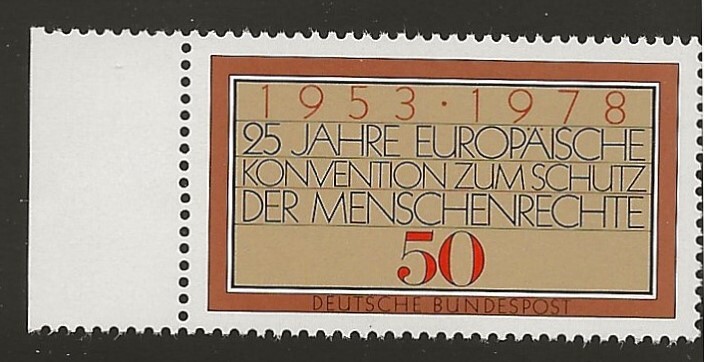 1953·1978
25 JAHRE EUROPÄISCHE
KONVENTION ZUM SCHUTZ
DER MENSCHENRECHTE
50
DEUTSCHE BUNDESPOST